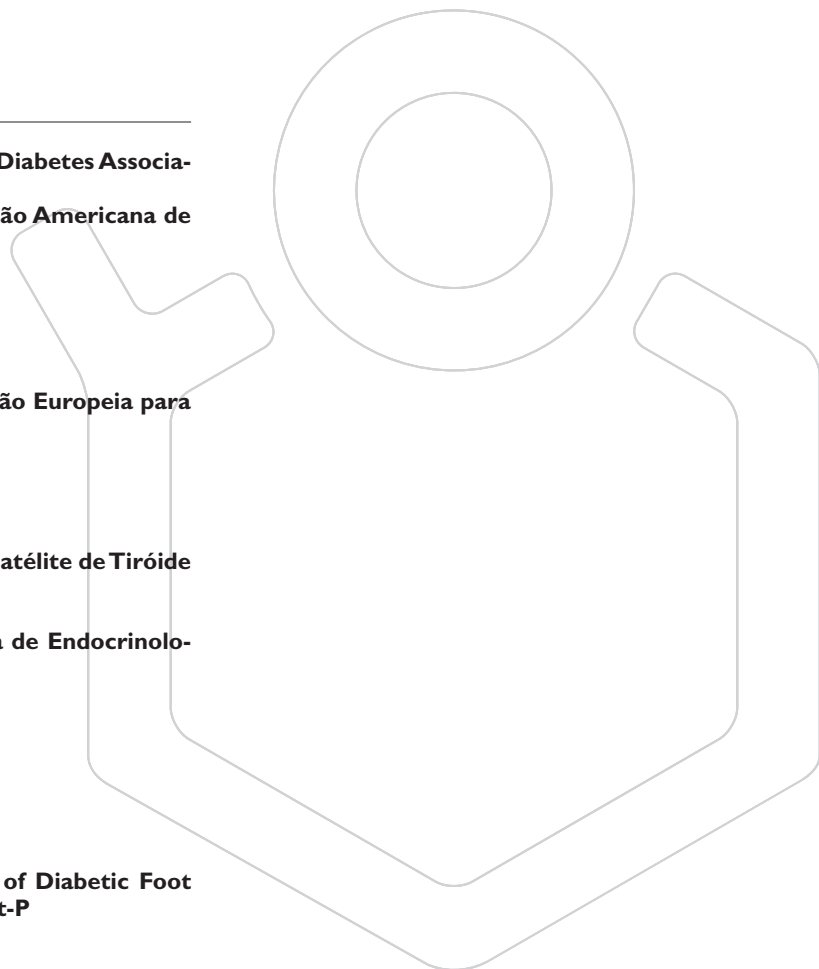 Diabetes Associa-
ão Americana de
ão Europeia para
atélite de Tiróide
a de Endocrinolo-
of Diabetic Foot
t-P